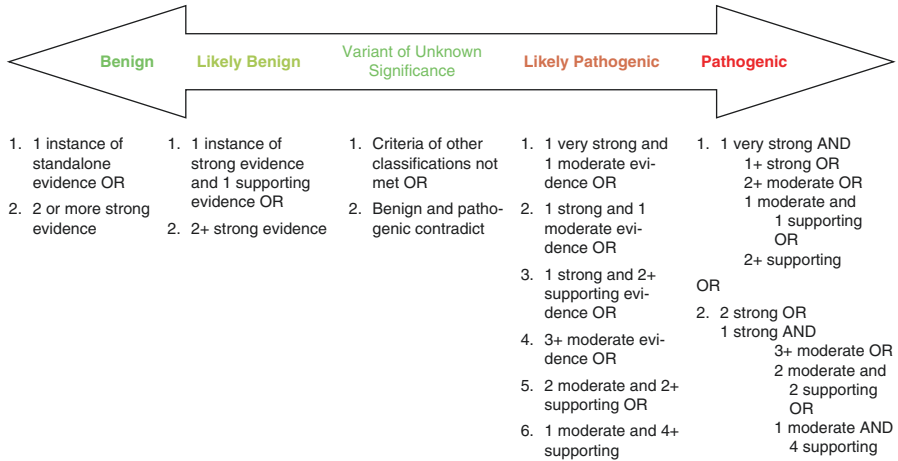 Benign
Likely Benign
Variant of Unknown
Significance
Likely Pathogenic
Pathogenic
1. 1 instance of
standalone
evidence OR
2. 2 or more strong
evidence
1. 1 instance of
strong evidence
and 1 supporting
evidence OR
2. 2+ strong evidence
1. Criteria of other
classifications not
met OR
2. Benign and patho-
genic contradict
1. 1 very strong and
1 moderate evi-
dence OR
2. 1 strong and 1
moderate evi-
dence OR
3. 1 strong and 2+
supporting evi-
dence OR
4. 3+ moderate evi-
dence OR
5. 2 moderate and 2+
supporting OR
6. 1 moderate and 4+
supporting
1. 1 very strong AND
1+ strong OR
2+ moderate OR
1 moderate and
1 supporting
OR
2+ supporting
OR
2. 2 strong OR
1 strong AND
3+ moderate OR
2 moderate and
2 supporting
OR
1 moderate AND
4 supporting